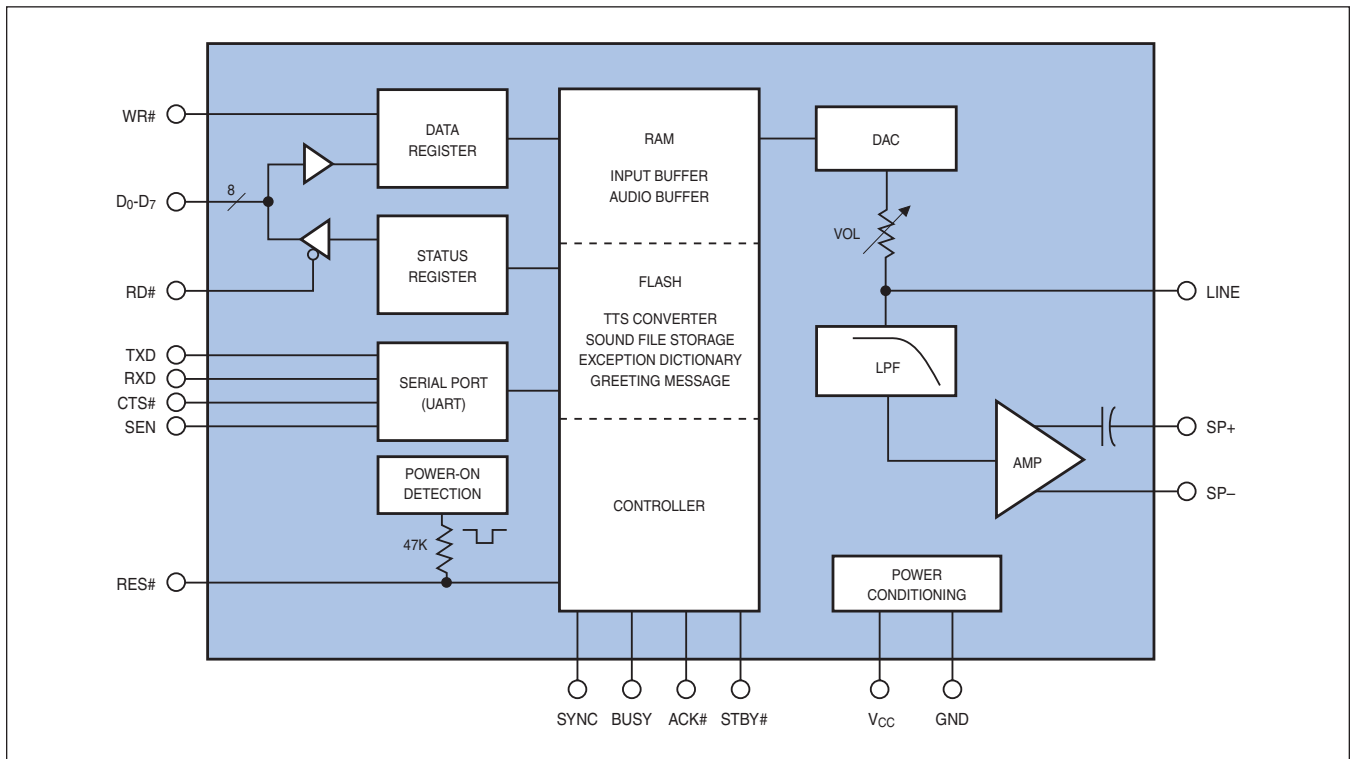 WR#
D0-D7
8
RD#
TXD
RXD
CTS#
SEN
RES#
DATA
REGISTER
STATUS
REGISTER
SERIAL PORT
(UART)
POWER-ON
DETECTION
47K
RAM
INPUT BUFFER
AUDIO BUFFER
FLASH
TTS CONVERTER
SOUND FILE STORAGE
EXCEPTION DICTIONARY
GREETING MESSAGE
CONTROLLER
DAC
VOL
LINE
LPF
AMP
SP+
SP–
POWER
CONDITIONING
SYNC
BUSY
ACK#
STBY#
VCC
GND